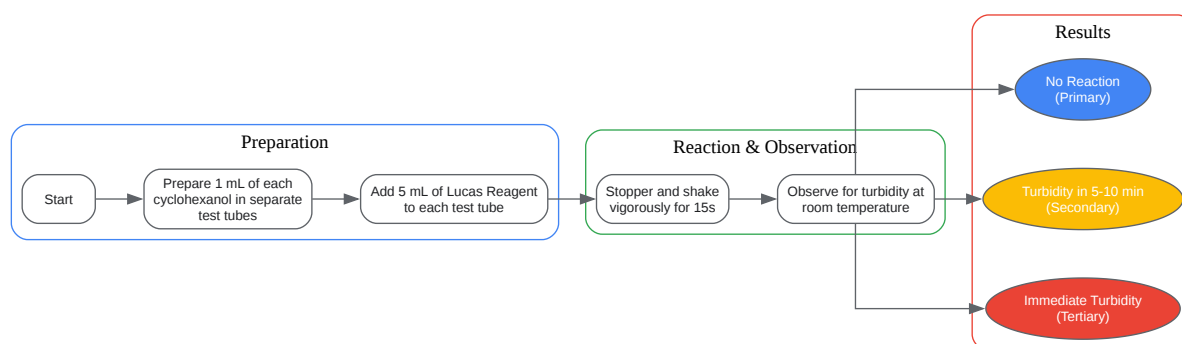 Results
No Reaction
(Primary)
Preparation
Reaction & Observation
Start
Prepare 1 mL of each
cyclohexanol in separate
test tubes
Add 5 mL of Lucas Reagent
to each test tube
Stopper and shake
vigorously for 15s
Observe for turbidity at
room temperature
Turbidity in 5-10 min
(Secondary)
Immediate Turbidity
(Tertiary)